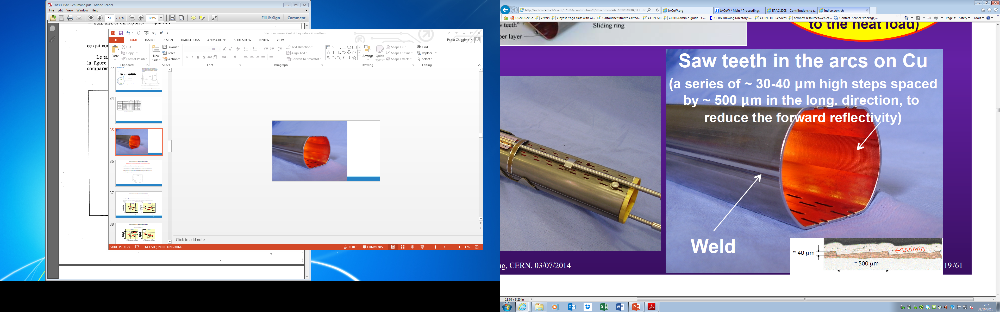 Thesis-1988-Schumann.pdf - Adobe Reader
File Edit View Window Help
51 / 128 103% Fill & Sign Comment
= 0,02 mA et un rayon
ce qui con
Le ta
la figure
comparer
Vacuum issues Paolo Chiggiato - PowerPoint
FILE HOME INSERT DESIGN TRANSITIONS ANIMATIONS SLIDE SHOW REVIEW VIEW Paolo Chiggiato
Paste
Cut
Copy
Format Painter
Clipboard
New Slide
Layout
Reset
Section
Slides
18
B I U S abc AV Aa A
Font
Text Direction
Align Text
Convert to SmartArt
Paragraph
Arrange
Quick Styles
Shape Fill
Shape Outline
Shape Effects
Drawing
Find
Replace
Select
Editing
34
35
36
37
38
Click to add notes
SLIDE 35 OF 79 ENGLISH (UNITED KINGDOM) NOTES COMMENTS 33%
http://indico.cern.ch/event/328167/contribution/0/attachments/637928/878004/FCC-hh
JACoW.org
JACoW / Main / Proceedings
EPAC 2008 - Contributions to t...
indico.cern.ch
DuckDuckGo Vistars Vinyasa Yoga class with Gi... Cartouche filtrante Caffeo... CERN SIR CERN Admin e-guide - C... CERN Drawing Directory S... CERN HR - Services cernbox-resources.web.ce... Contact Service stockage,...
Page Safety Tools
w teeth"
Sliding ring
per layer
to the heat load)
Saw teeth in the arcs on Cu
(a series of ~ 30-40 µm high steps spaced
by ~ 500 µm in the long. direction, to
reduce the forward reflectivity)
Weld
~ 40 µm
~ 500 µm
ng, CERN, 03/07/2014
19/61
11.69 x 8.26 in
17:16
31/10/2015